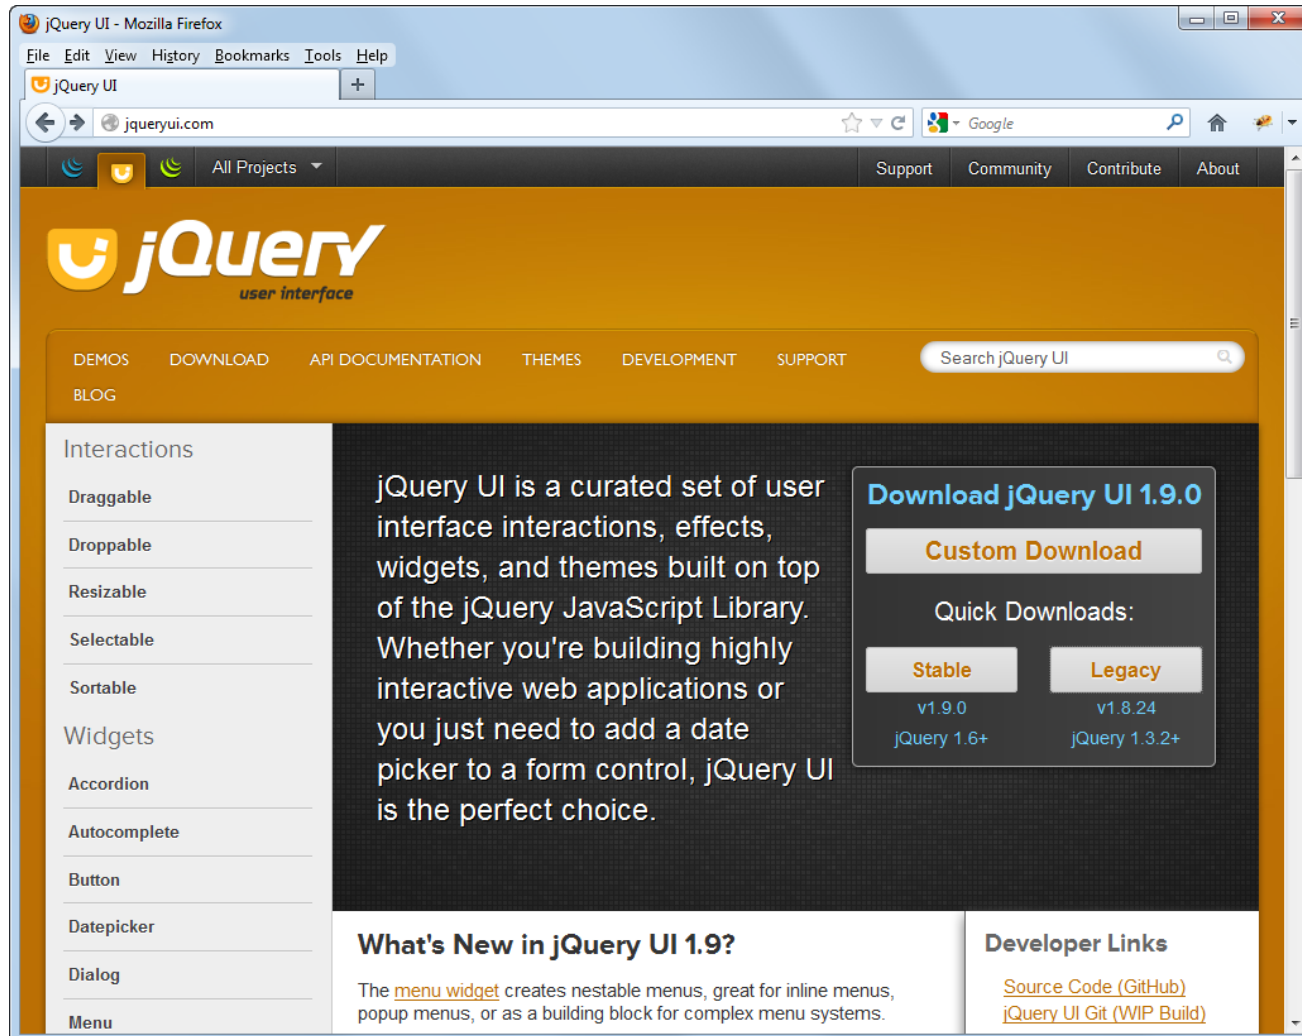 jQuery UI - Mozilla Firefox
File Edit View History Bookmarks Tools Help
jQuery UI
jqueryui.com
Google
All Projects
Support Community Contribute About
jQuery
user interface
DEMOS DOWNLOAD API DOCUMENTATION THEMES DEVELOPMENT SUPPORT
Search jQuery UI
BLOG
Interactions
Draggable
Droppable
Resizable
Selectable
Sortable
Widgets
Accordion
Autocomplete
Button
Datepicker
Dialog
Menu
jQuery UI is a curated set of user
interface interactions, effects,
widgets, and themes built on top
of the jQuery JavaScript Library.
Whether you're building highly
interactive web applications or
you just need to add a date
picker to a form control, jQuery UI
is the perfect choice.
Download jQuery UI 1.9.0
Custom Download
Quick Downloads:
Stable Legacy
v1.9.0 v1.8.24
jQuery 1.6+ jQuery 1.3.2+
What's New in jQuery UI 1.9?
The menu widget creates nestable menus, great for inline menus,
popup menus, or as a building block for complex menu systems.
Developer Links
Source Code (GitHub)
jQuery UI Git (WIP Build)